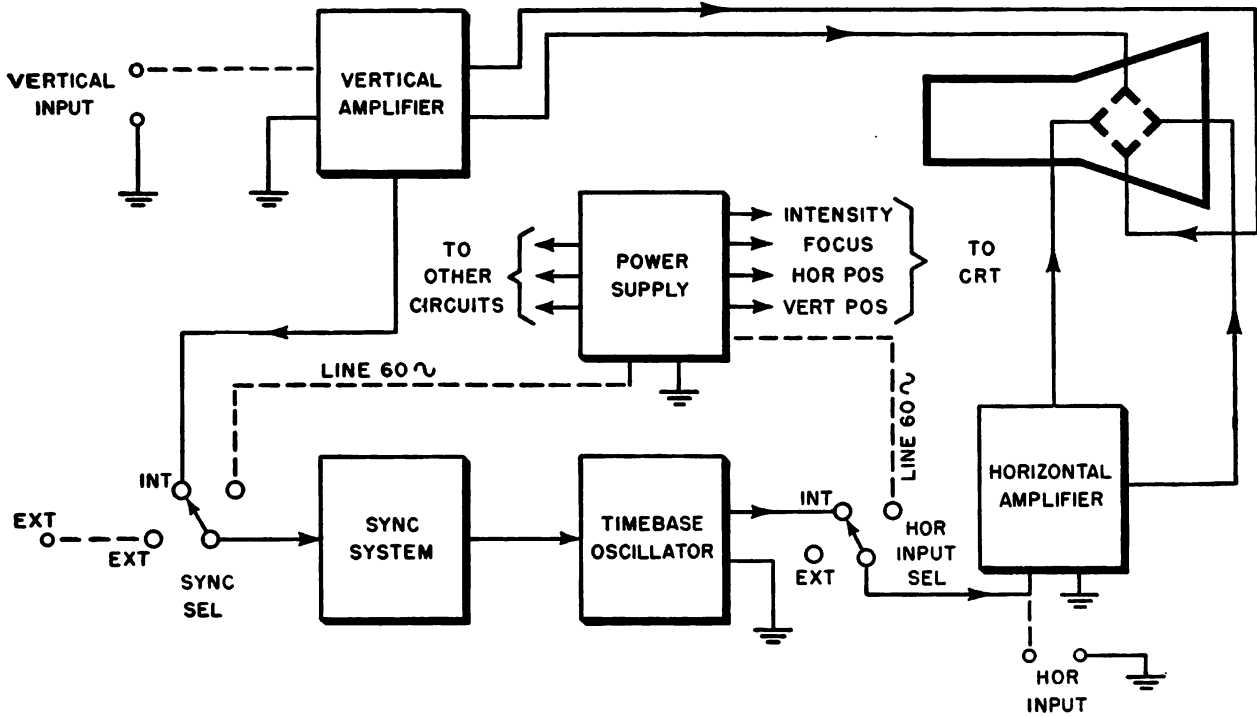 VERTICAL
INPUT
VERTICAL
AMPLIFIER
TO
OTHER
CIRCUITS
POWER
SUPPLY
INTENSITY
FOCUS
HOR POS
VERT POS
TO
CRT
LINE 60∿
LINE 60∿
INT
EXT
EXT
SYNC
SEL
SYNC
SYSTEM
TIMEBASE
OSCILLATOR
INT
EXT
HOR
INPUT
SEL
HORIZONTAL
AMPLIFIER
HOR
INPUT